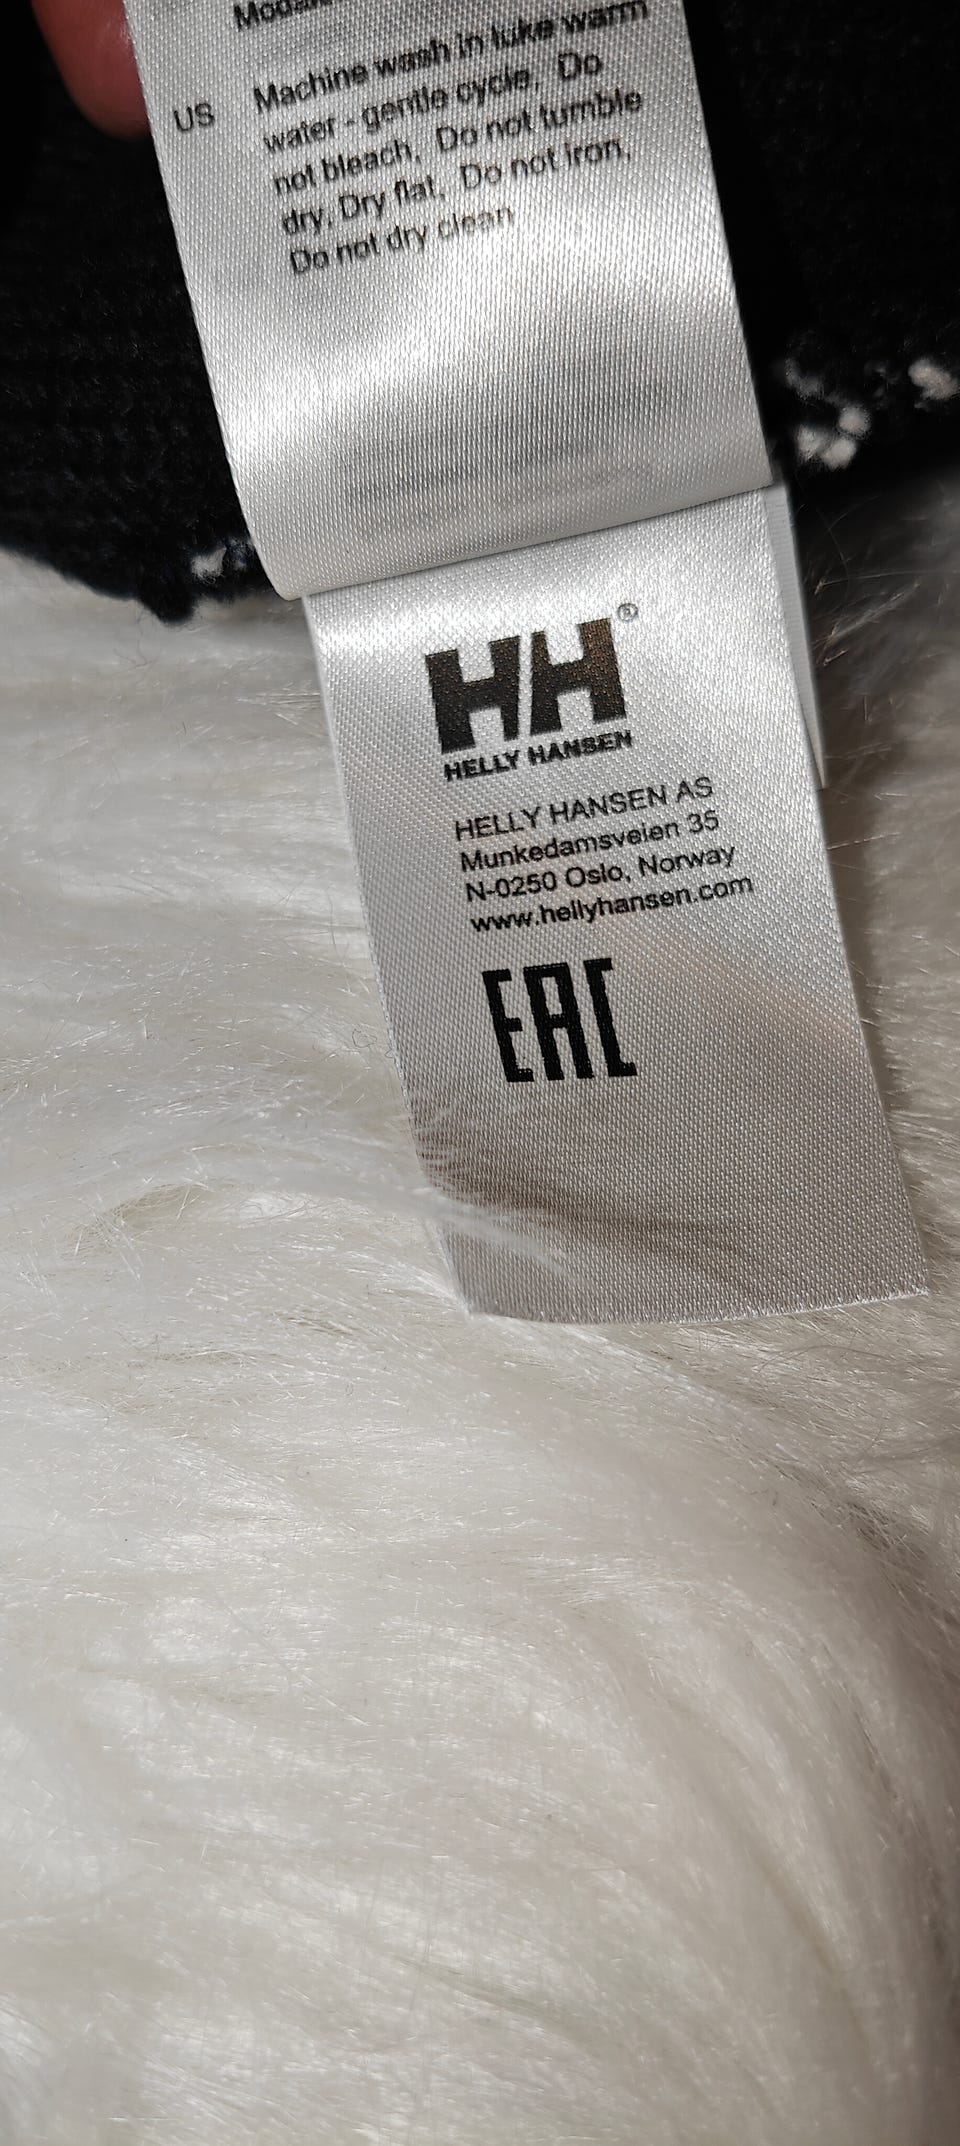 US
Machine wash in luke warm
water - gentle cycle, Do
not bleach, Do not tumble
dry, Dry flat, Do not iron,
Do not dry clean
HH®
HELLY HANSEN
HELLY HANSEN AS
Munkedamsveien 35
N-0250 Oslo, Norway
www.hellyhansen.com
EAC